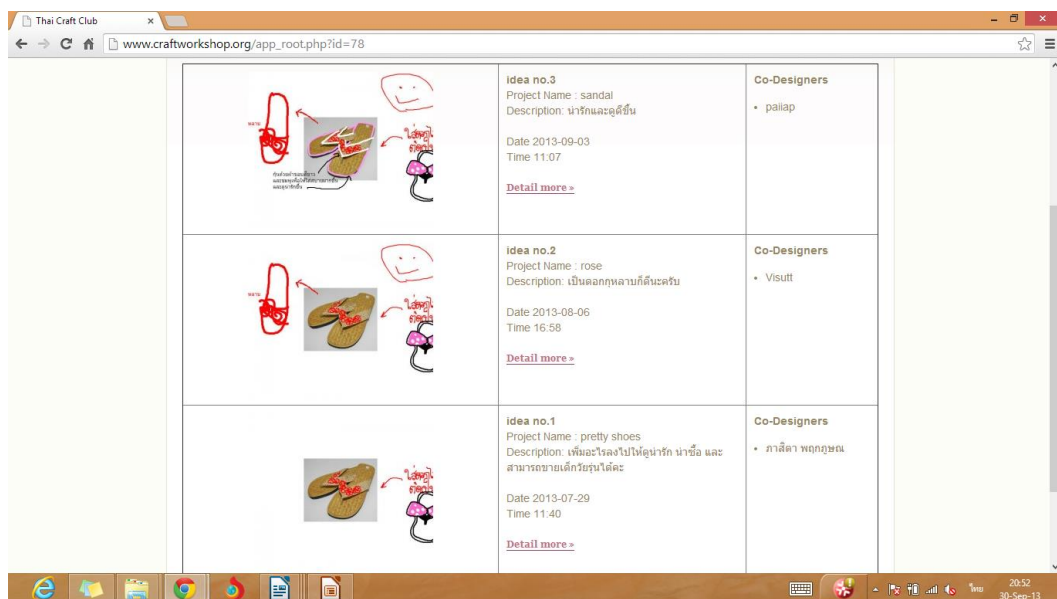 Thai Craft Club
www.craftworkshop.org/app_root.php?id=78
idea no.3
Project Name : sandal
Description: น่ารักและดูดีขึ้น
Date 2013-09-03
Time 11:07
Detail more »
Co-Designers
paiiap
idea no.2
Project Name : rose
Description: เป็นดอกกุหลาบก็ดีนะครับ
Date 2013-08-06
Time 16:58
Detail more »
Co-Designers
Visutt
idea no.1
Project Name : pretty shoes
Description: เพิ่มอะไรลงไปให้ดูน่ารัก น่าซื้อ และ
สามารถขายเด็กวัยรุ่นได้คะ
Date 2013-07-29
Time 11:40
Detail more »
Co-Designers
ภาสิตา พฤกภูษณ
ไทย
20:52
30-Sep-13